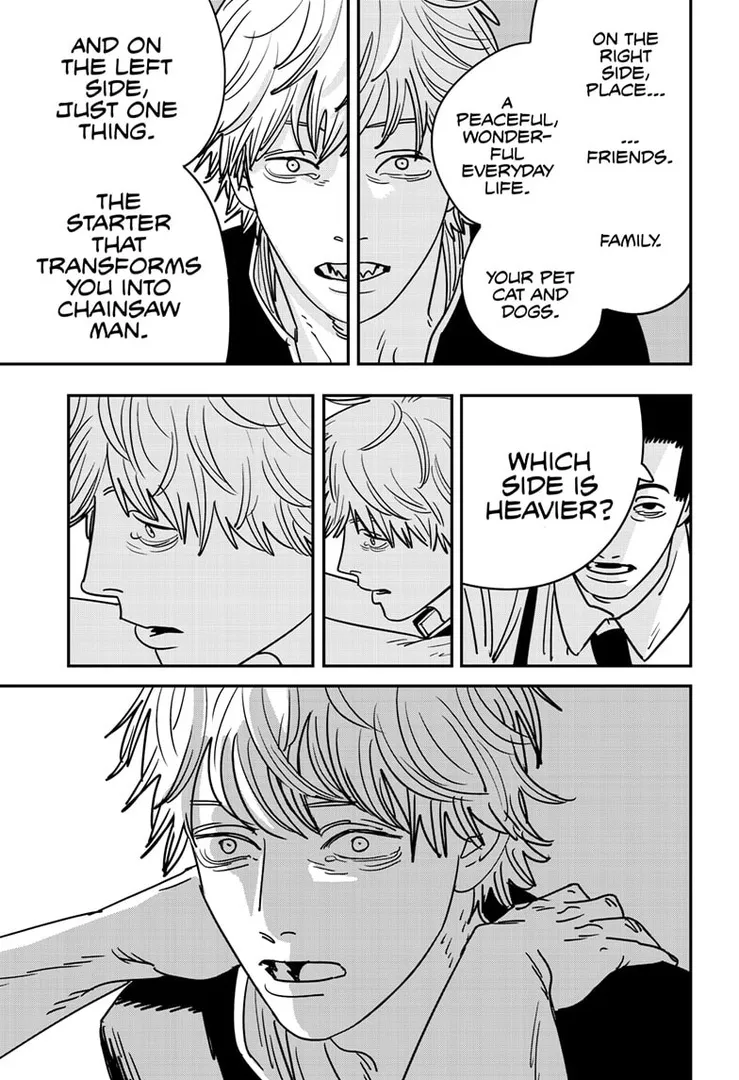 ON THE
RIGHT
SIDE,
PLACE...
...
FRIENDS.
FAMILY.
YOUR PET
CAT AND
DOGS.
A
PEACEFUL,
WONDER-
FUL
EVERYDAY
LIFE.
AND ON
THE LEFT
SIDE,
JUST ONE
THING.
THE
STARTER
THAT
TRANSFORMS
YOU INTO
CHAINSAW
MAN.
WHICH
SIDE IS
HEAVIER?